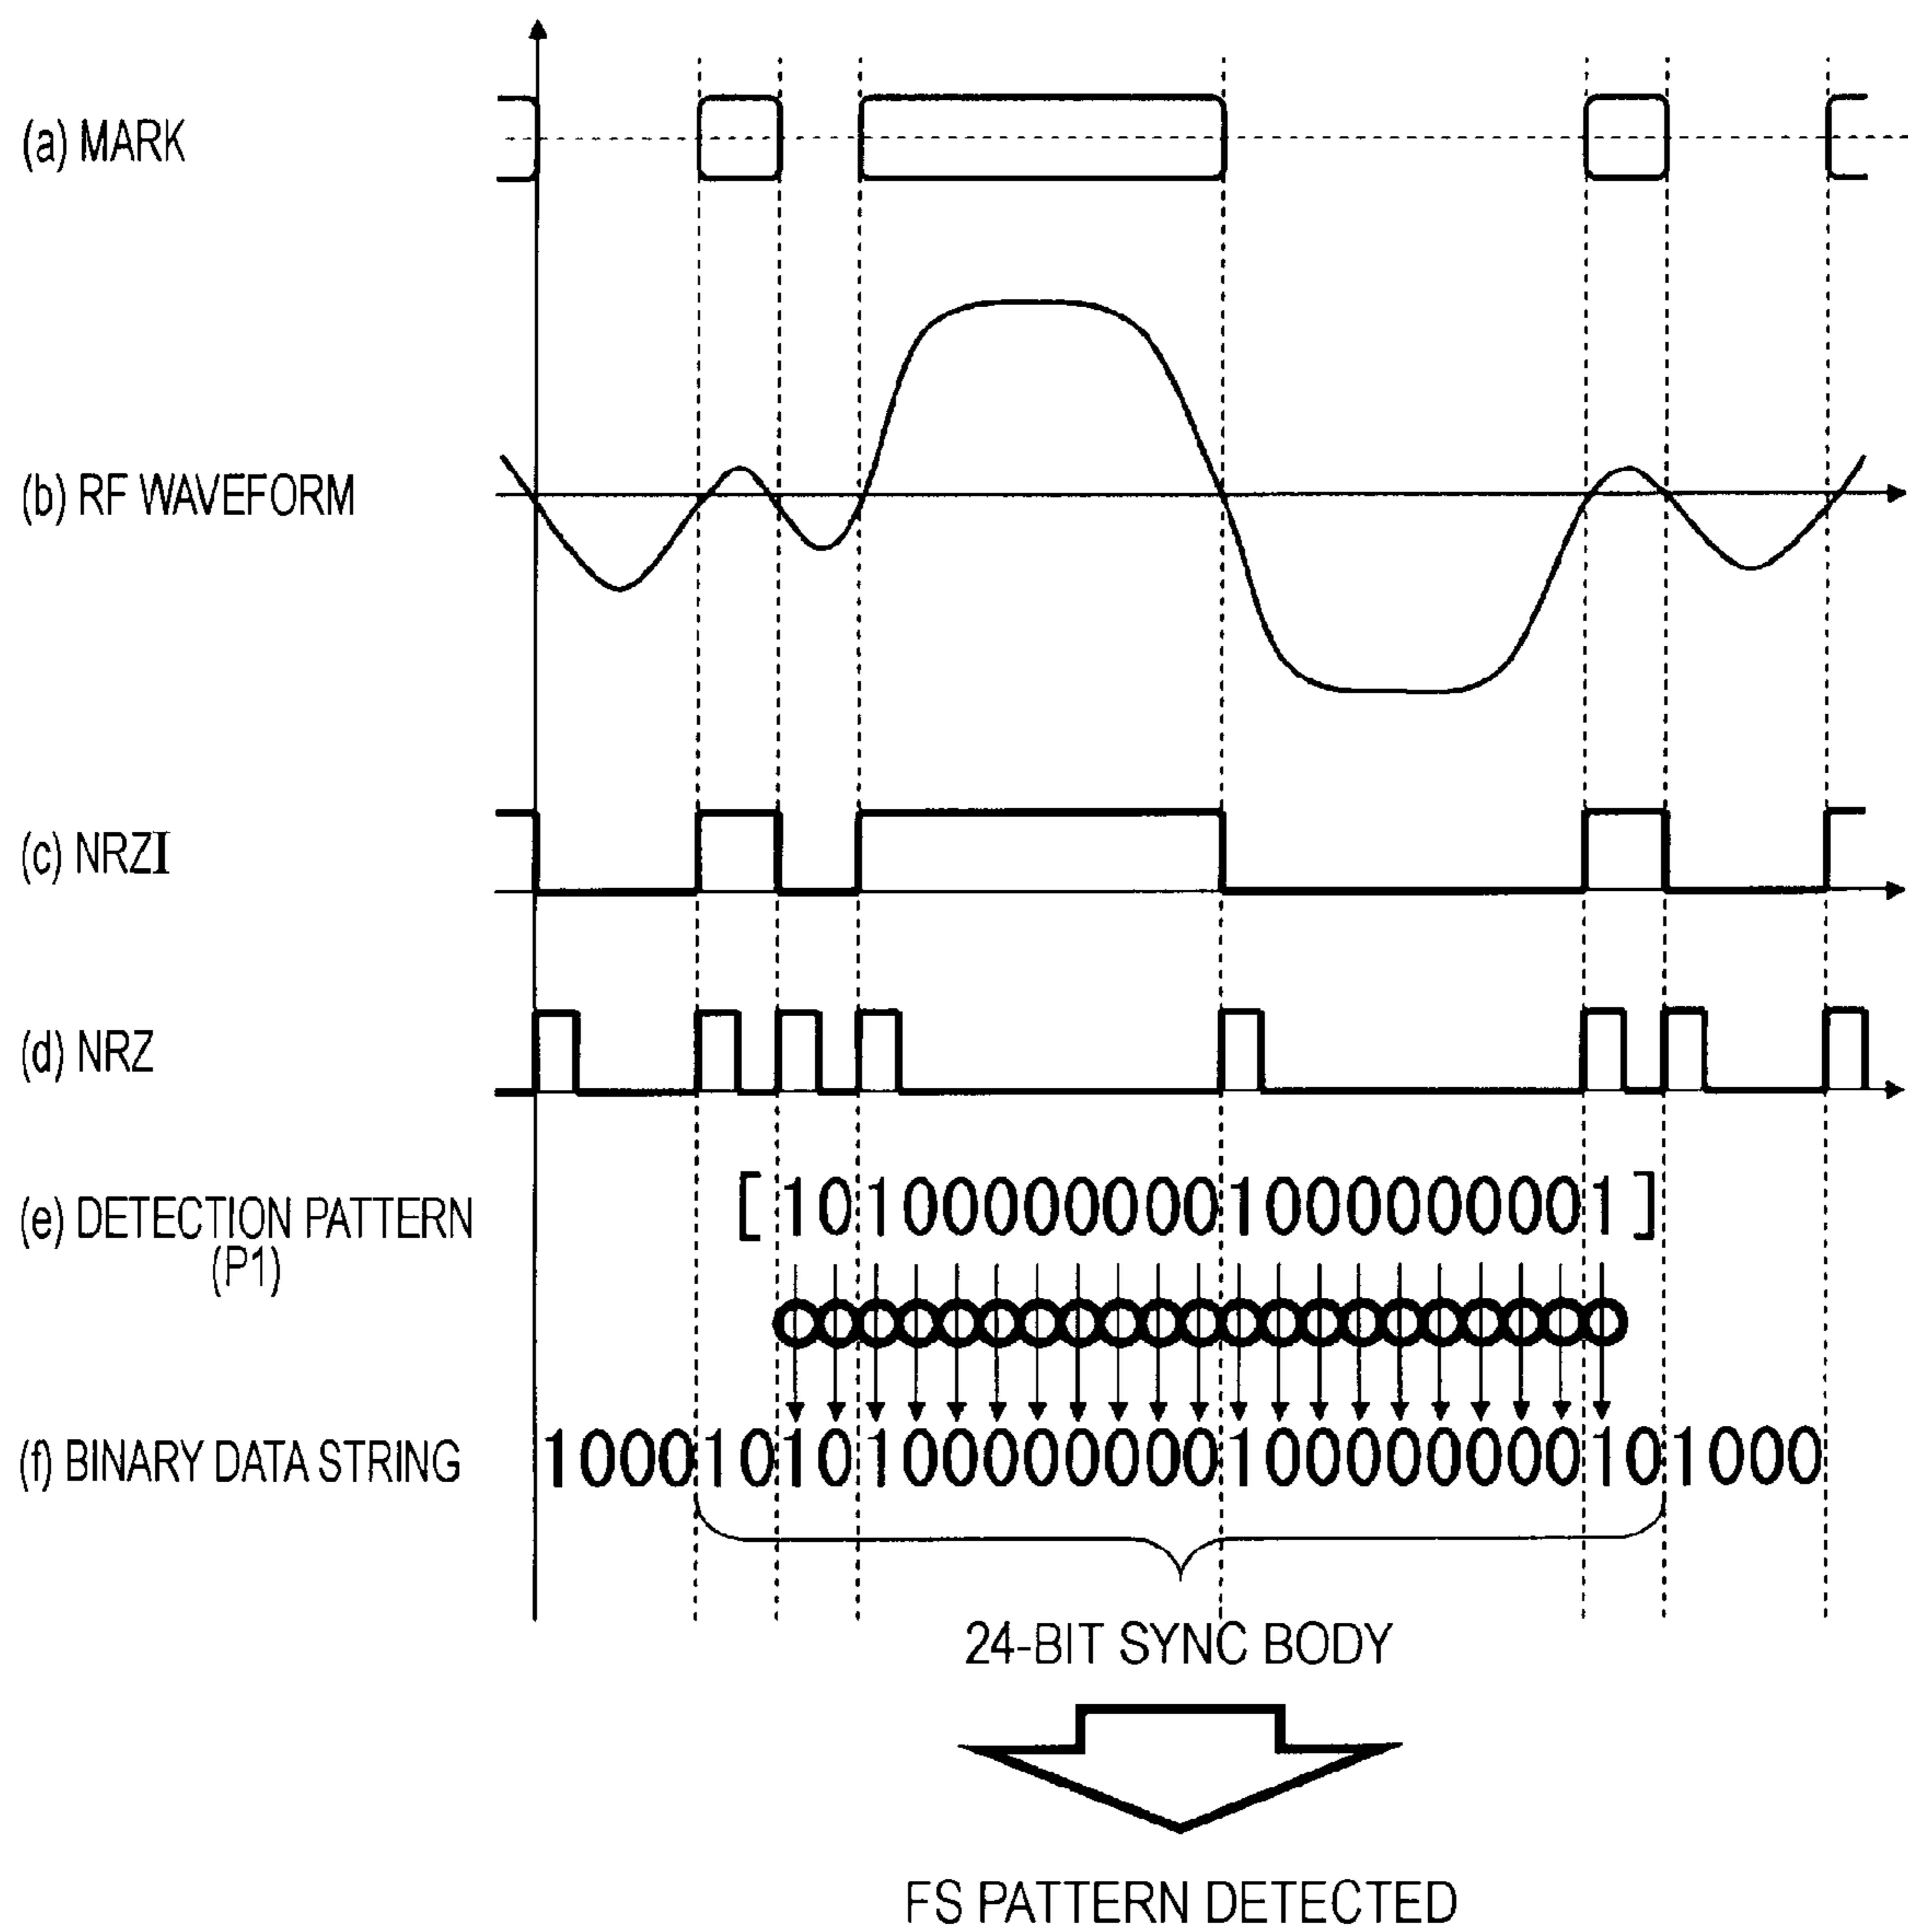 (a) MARK
(b) RF WAVEFORM
(c) NRZI
(d) NRZ
(e) DETECTION PATTERN
(P1)
[101000000001000000001]
(f) BINARY DATA STRING
10001010100000000100000000101000
24-BIT SYNC BODY
FS PATTERN DETECTED